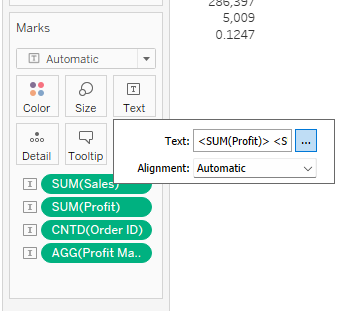 286,397
5,009
0.1247
Marks
Automatic
Color
Size
Text
Detail
Tooltip
Text: <SUM(Profit)> <S ...
Alignment: Automatic
SUM(Sales)
SUM(Profit)
CNTD(Order ID)
AGG(Profit Ma..